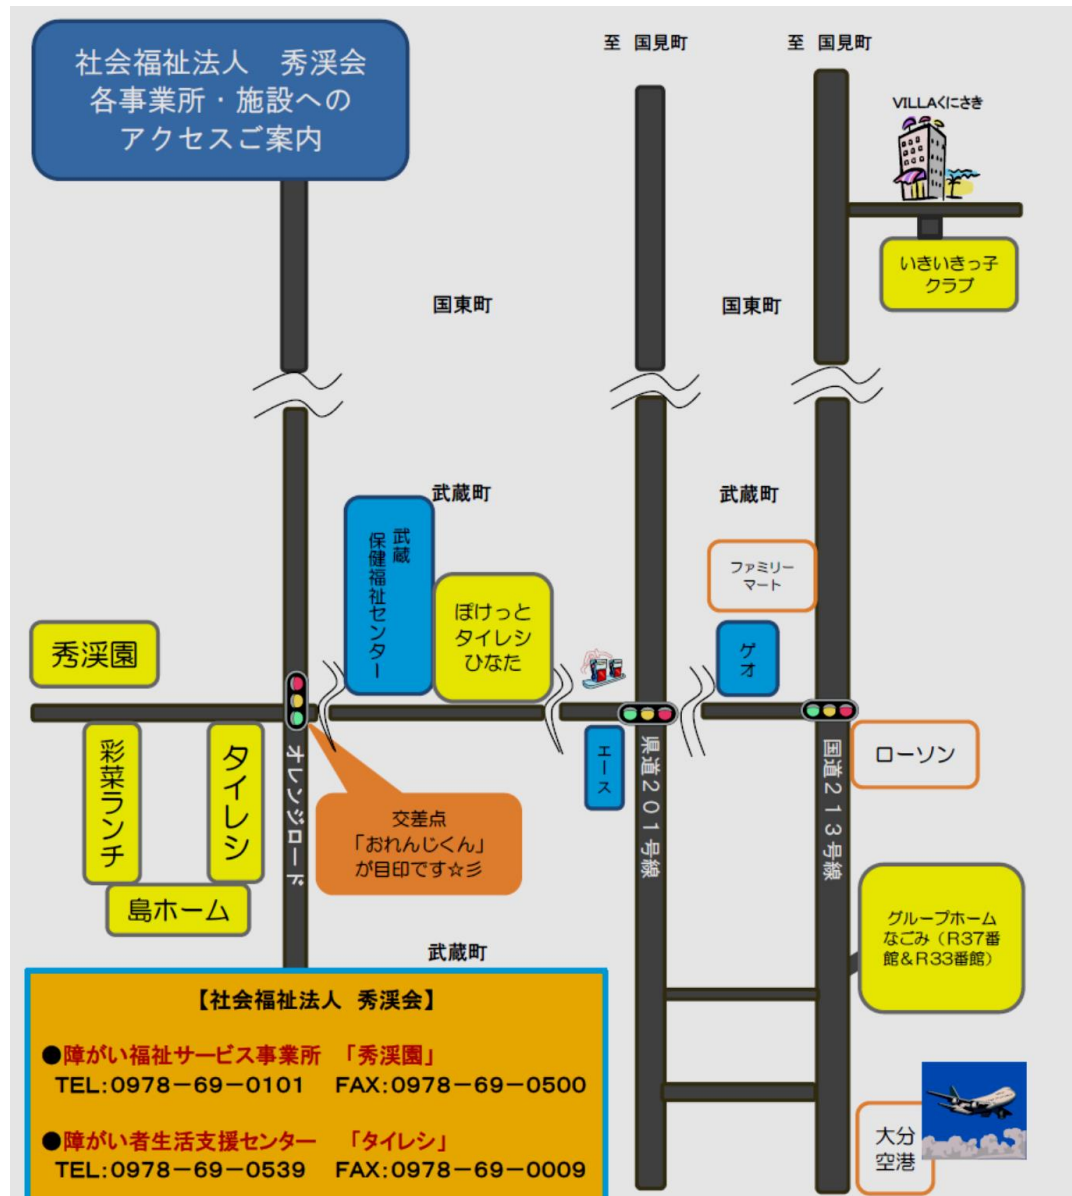 社会福祉法人　秀渓会
各事業所・施設への
アクセスご案内
至 国見町
至 国見町
VILLAくにさき
いきいきっ子
クラブ
国東町
国東町
武蔵町
武蔵町
武蔵
保健福祉センター
ぽけっと
タイレシ
ひなた
ファミリー
マート
ゲオ
秀渓園
彩菜ランチ
タイレシ
島ホーム
オレンジロード
交差点
「おれんじくん」
が目印です☆彡
エース
県道２０１号線
国道２１３号線
ローソン
グループホーム
なごみ（R37番
館&R33番館）
武蔵町
大分
空港
【社会福祉法人　秀渓会】
●障がい福祉サービス事業所　「秀渓園」
TEL:0978－69－0101　FAX:0978－69－0500
●障がい者生活支援センター　「タイレシ」
TEL:0978－69－0539　FAX:0978－69－0009